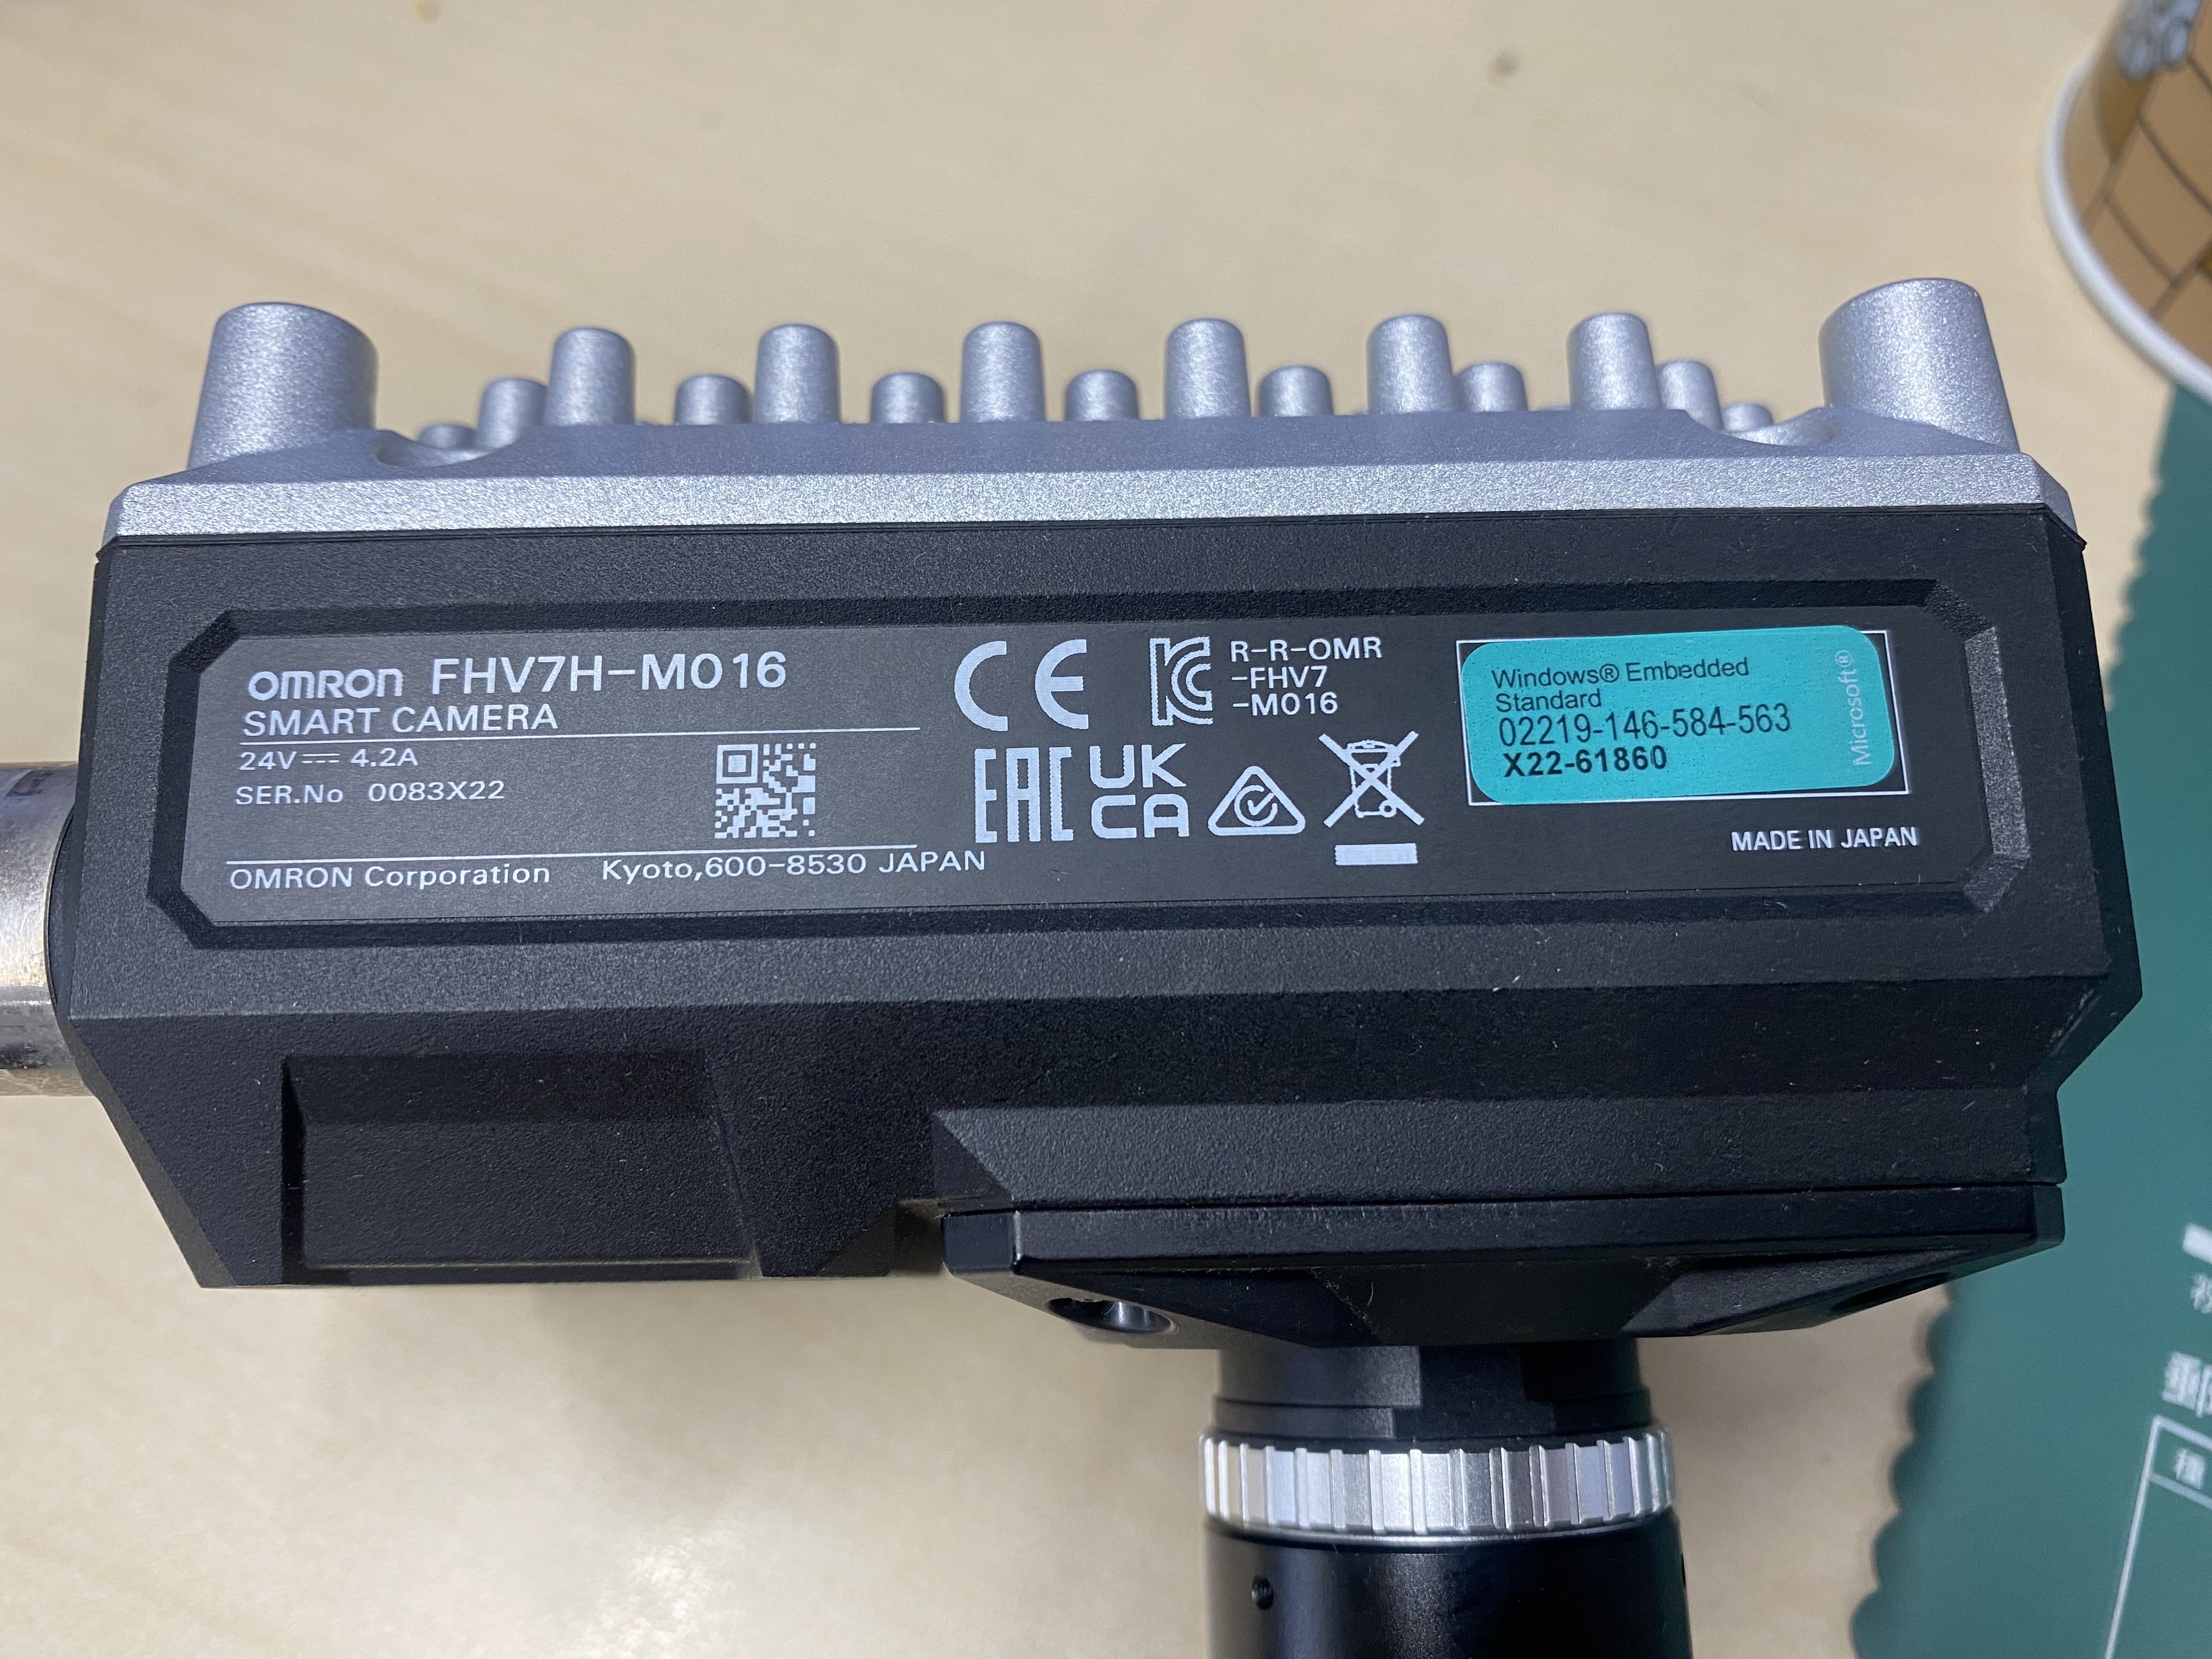 OMRON FHV7H-M016
SMART CAMERA
24V⎓ 4.2A
SER.No 0083X22
OMRON Corporation Kyoto,600-8530 JAPAN
CE
R-R-OMR
-FHV7
-M016
EAC
UK
CA
Windows® Embedded
Standard
02219-146-584-563
X22-61860
Microsoft®
MADE IN JAPAN
種